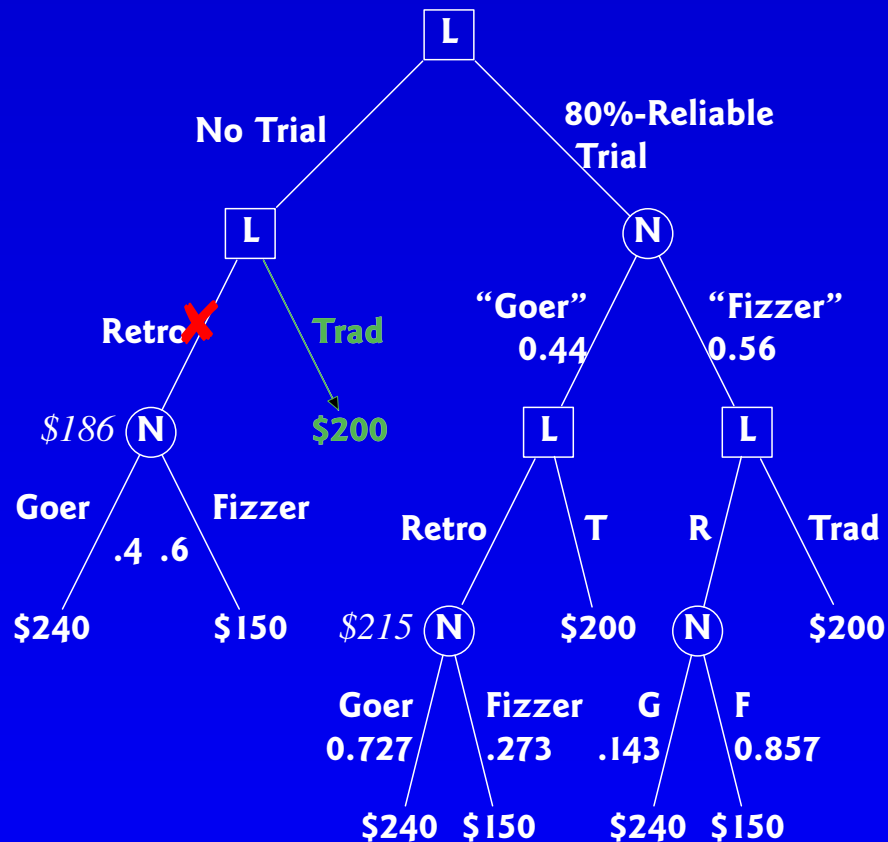 L
No Trial
80%-Reliable
Trial
L
N
Retro
Trad
“Goer”
0.44
“Fizzer”
0.56
$186
N
$200
L
L
Goer
Fizzer
.4 .6
Retro
T
R
Trad
$240
$150
$215
N
$200
N
$200
Goer
0.727
Fizzer
.273
G
.143
F
0.857
$240
$150
$240
$150